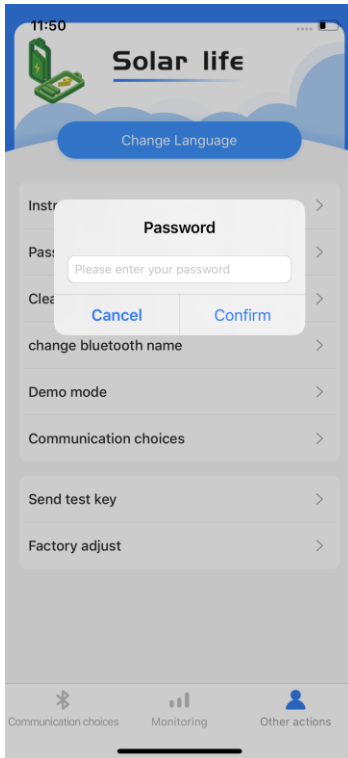 11:50
Solar life
Change Language
Password
Please enter your password
Cancel
Confirm
change bluetooth name
Demo mode
Communication choices
Send test key
Factory adjust
Communication choices
Monitoring
Other actions